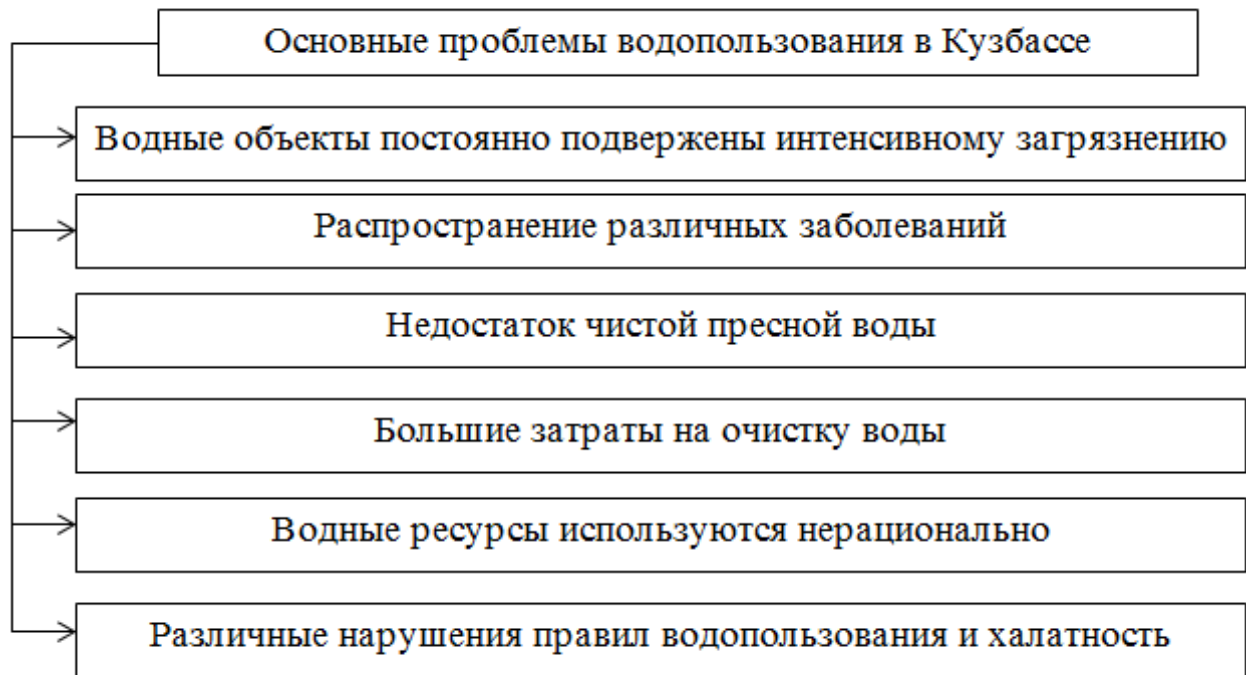 Основные проблемы водопользования в Кузбассе
Водные объекты постоянно подвержены интенсивному загрязнению
Распространение различных заболеваний
Недостаток чистой пресной воды
Большие затраты на очистку воды
Водные ресурсы используются нерационально
Различные нарушения правил водопользования и халатность